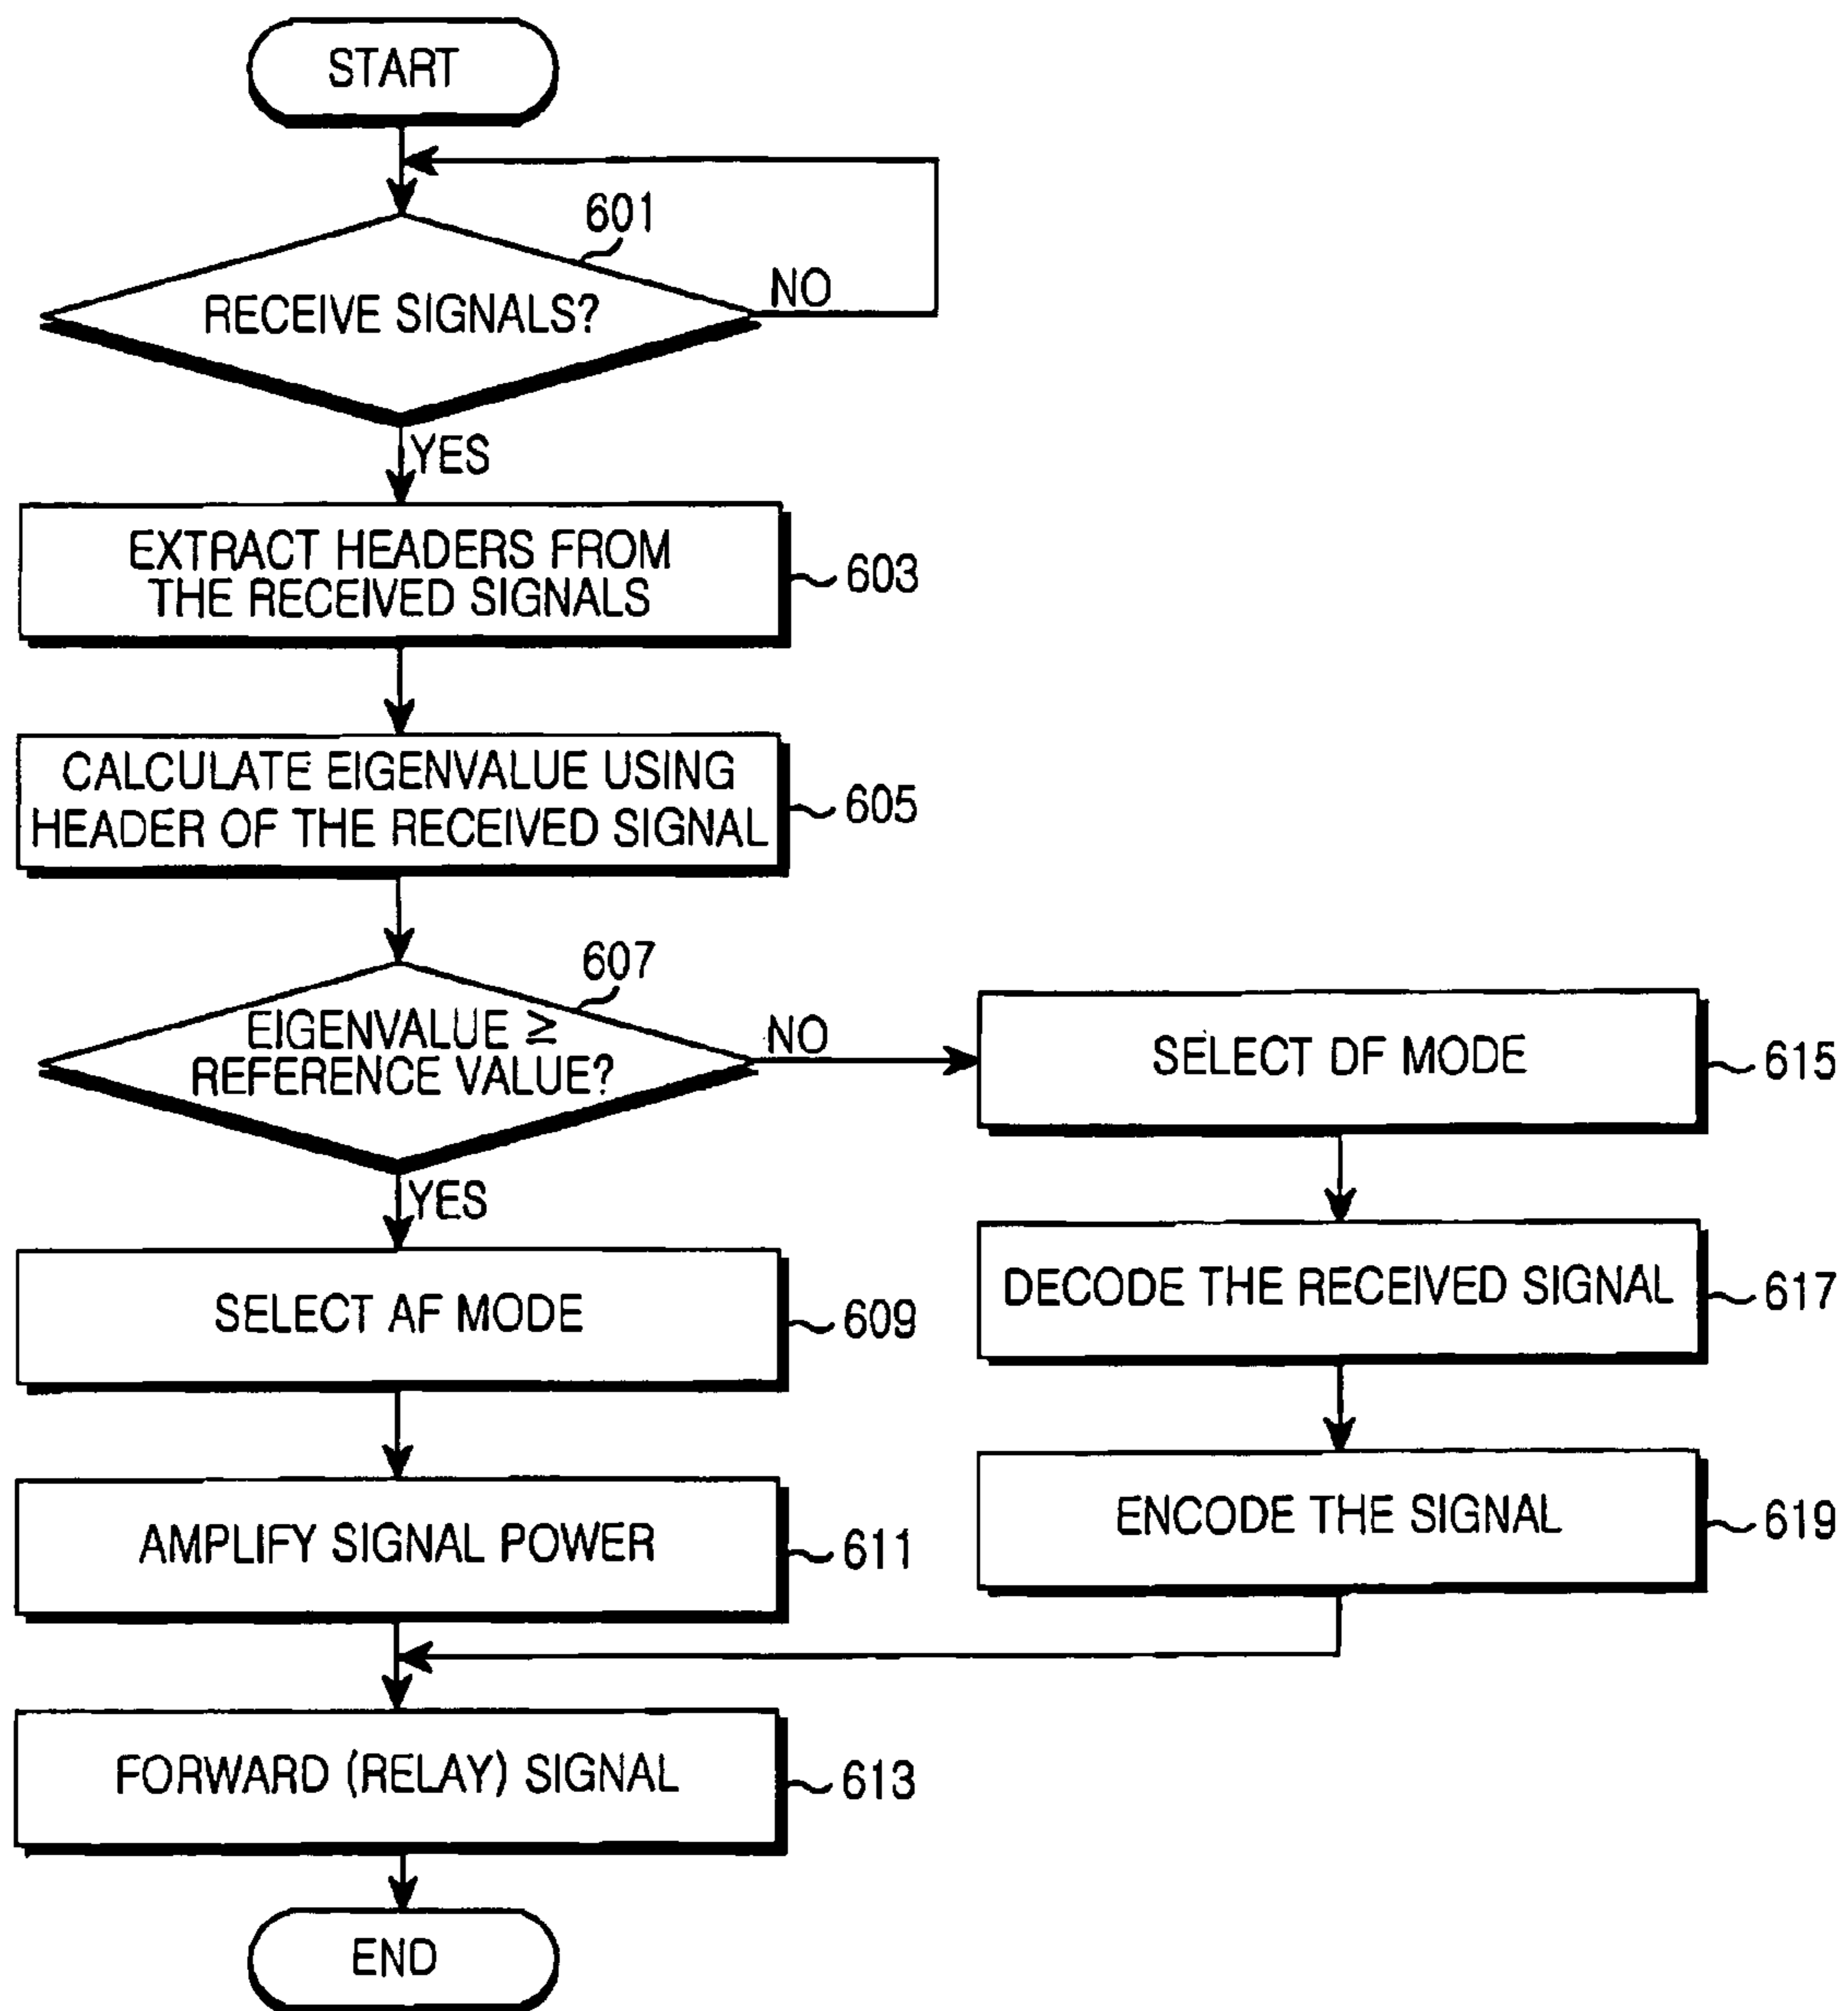 START
601
RECEIVE SIGNALS?
NO
YES
EXTRACT HEADERS FROM
THE RECEIVED SIGNALS
603
CALCULATE EIGENVALUE USING
HEADER OF THE RECEIVED SIGNAL
605
607
EIGENVALUE ≥
REFERENCE VALUE?
NO
YES
SELECT DF MODE
615
DECODE THE RECEIVED SIGNAL
617
ENCODE THE SIGNAL
619
SELECT AF MODE
609
AMPLIFY SIGNAL POWER
611
FORWARD (RELAY) SIGNAL
613
END